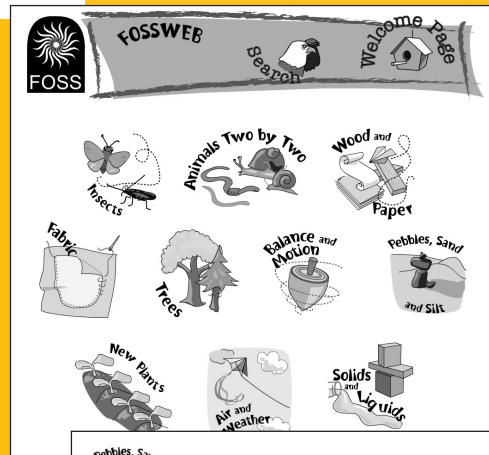 FOSS
FOSSWEB
Search
Welcome Page
Insects
Animals Two by Two
Wood and
Paper
Fabric
Trees
Balance and
Motion
Pebbles, Sand
and Silt
New Plants
Air and
Weather
Solids
and
Liquids
Pebbles,